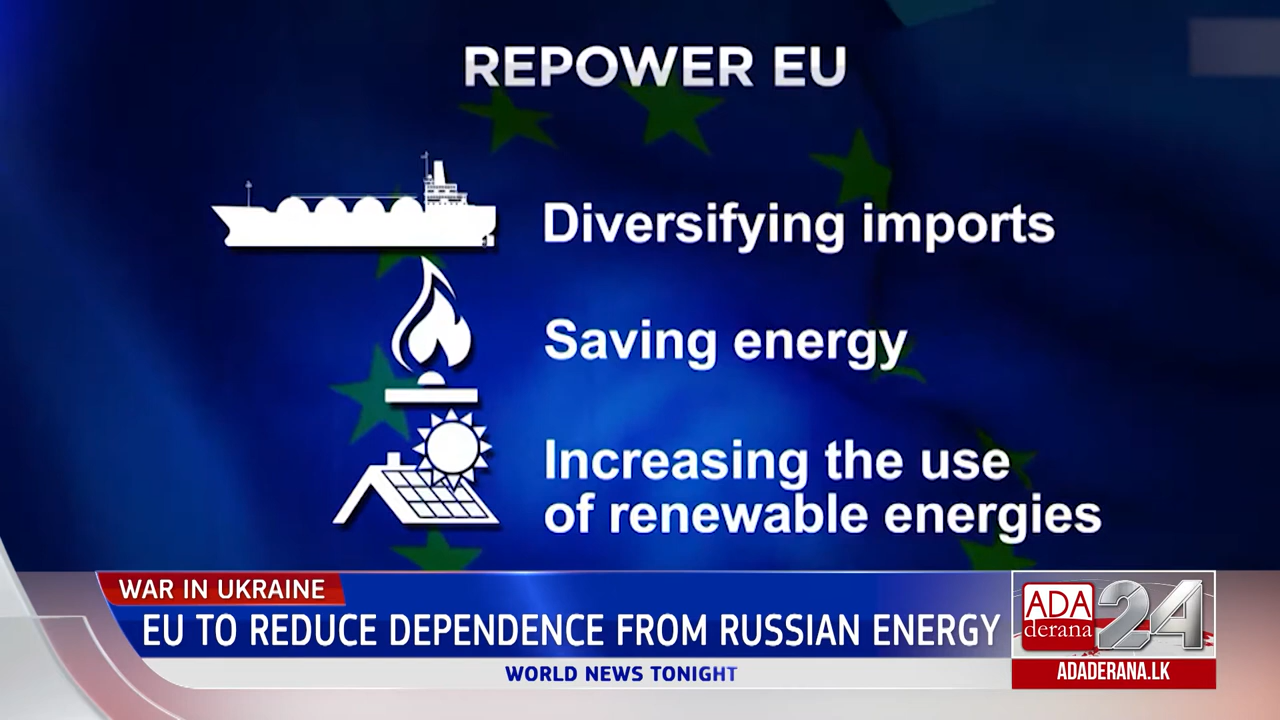 REPOWER EU
Diversifying imports
Saving energy
Increasing the use
of renewable energies
WAR IN UKRAINE
EU TO REDUCE DEPENDENCE FROM RUSSIAN ENERGY
WORLD NEWS TONIGHT
ADA
derana
24
ADADERANA.LK